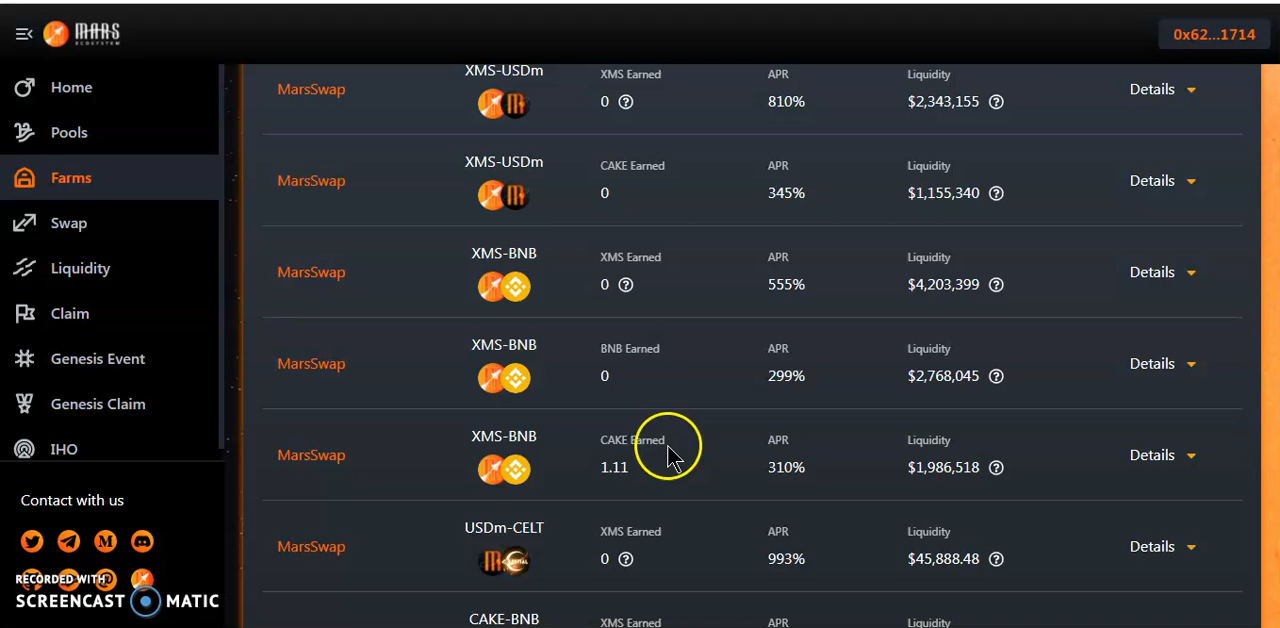 MARS
ECOSYSTEM
0x62...1714
Home
Pools
Farms
Swap
Liquidity
Claim
Genesis Event
Genesis Claim
IHO
Contact with us
RECORDED WITH
SCREENCAST MATIC
MarsSwap
XMS-USDm
XMS Earned
0
APR
810%
Liquidity
$2,343,155
Details
MarsSwap
XMS-USDm
CAKE Earned
0
APR
345%
Liquidity
$1,155,340
Details
MarsSwap
XMS-BNB
XMS Earned
0
APR
555%
Liquidity
$4,203,399
Details
MarsSwap
XMS-BNB
BNB Earned
0
APR
299%
Liquidity
$2,768,045
Details
MarsSwap
XMS-BNB
CAKE Earned
1.11
APR
310%
Liquidity
$1,986,518
Details
MarsSwap
USDm-CELT
XMS Earned
0
APR
993%
Liquidity
$45,888.48
Details
CAKE-BNB
XMS Earned
APR
Liquidity